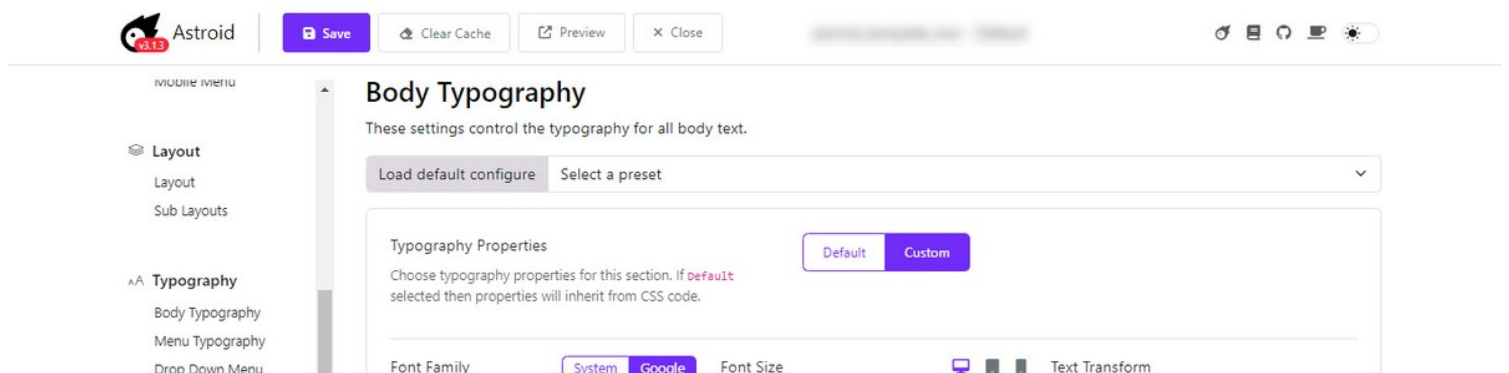 Astroid
v3.1.3
Save
Clear Cache
Preview
Close
Mobile Menu
Layout
Layout
Sub Layouts
AA Typography
Body Typography
Menu Typography
Drop Down Menu
Body Typography
These settings control the typography for all body text.
Load default configure Select a preset
Typography Properties
Choose typography properties for this section. If Default
selected then properties will inherit from CSS code.
Default Custom
Font Family
System Google
Font Size
Text Transform